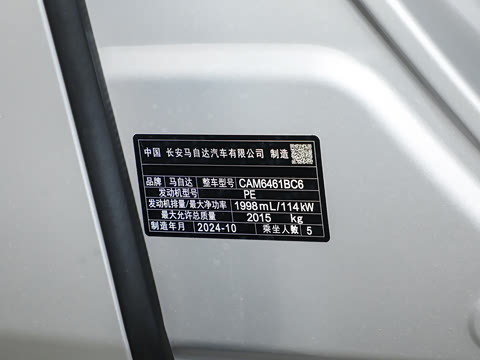 中国 长安马自达汽车有限公司 制造
品牌 马自达 整车型号 CAM6461BC6
发动机型号 PE
发动机排量/最大净功率 1998mL/114kW
最大允许总质量 2015 kg
制造年月 2024-10 乘坐人数 5